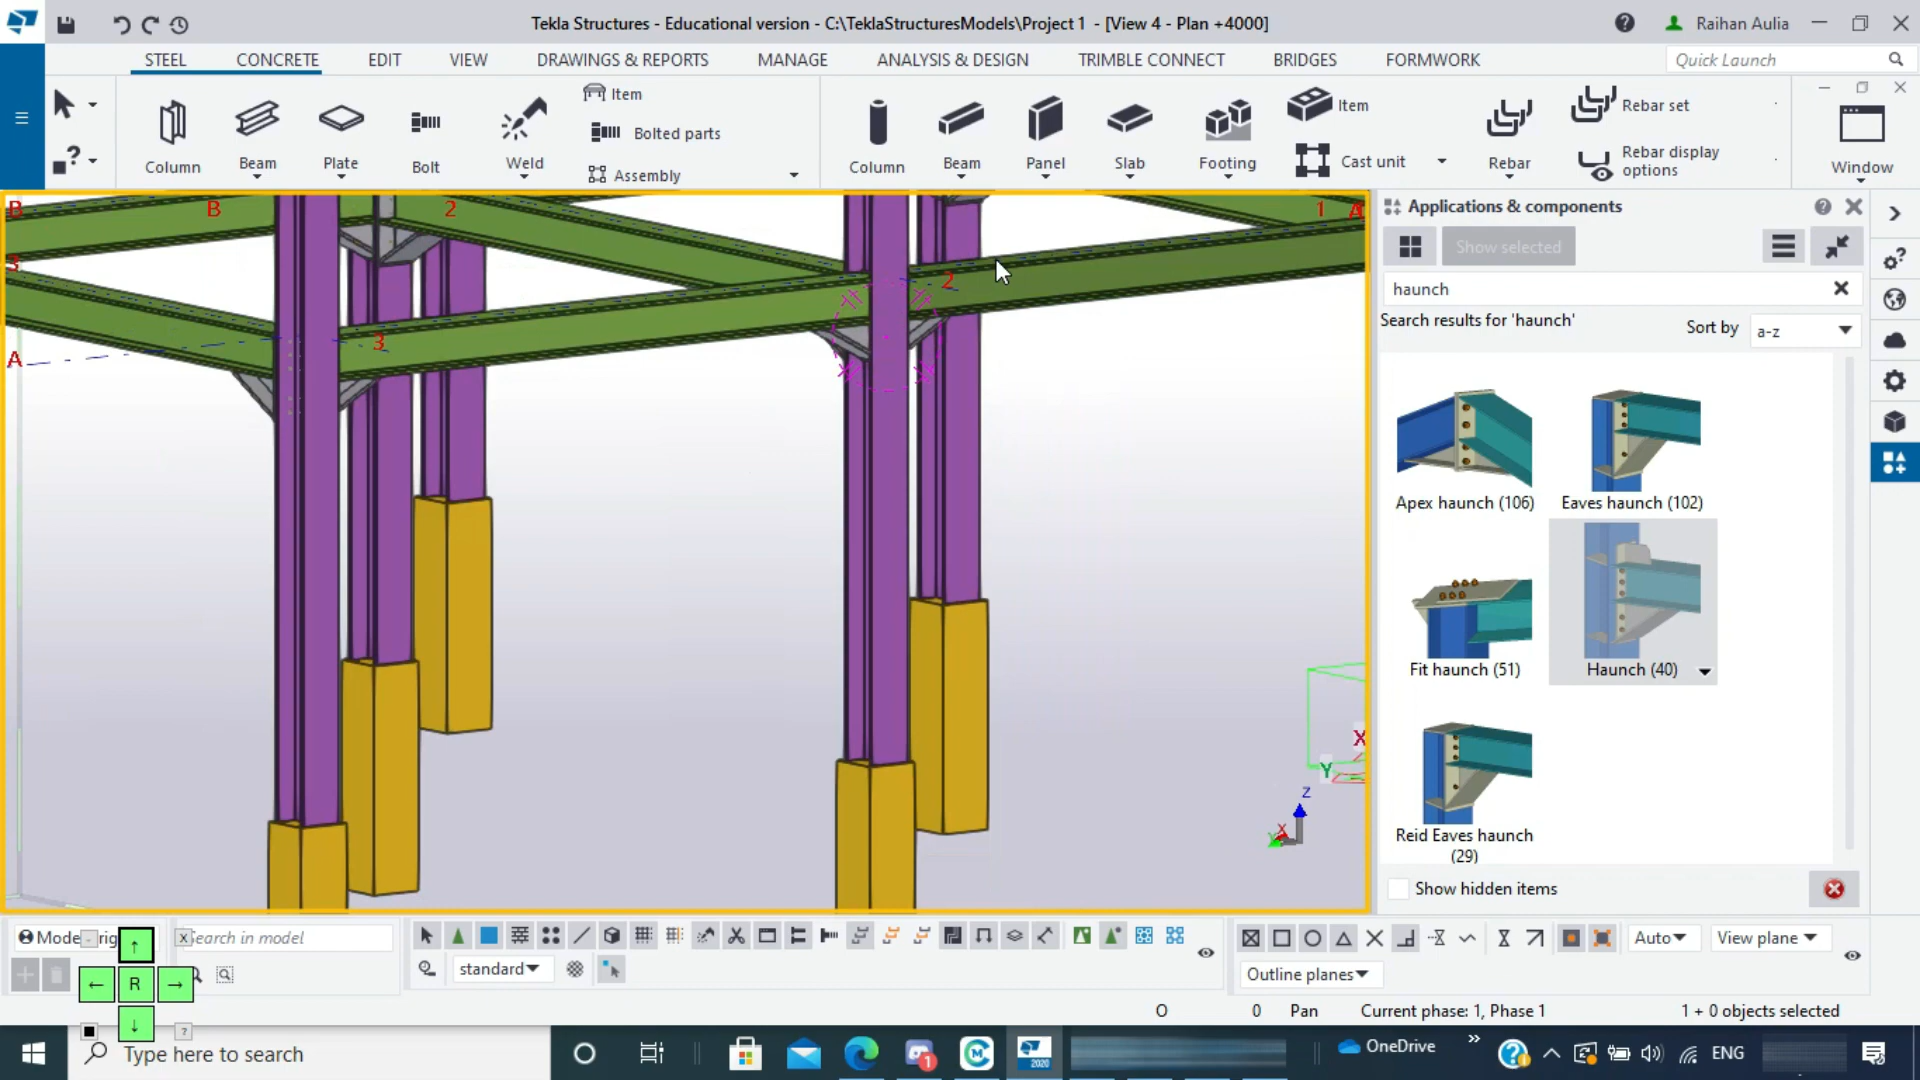 Tekla Structures - Educational version - C:\TeklaStructuresModels\Project 1 - [View 4 - Plan +4000]
Raihan Aulia
STEEL CONCRETE EDIT VIEW DRAWINGS & REPORTS MANAGE ANALYSIS & DESIGN TRIMBLE CONNECT BRIDGES FORMWORK
Quick Launch
Column Beam Plate Bolt Weld
Item
Bolted parts
Assembly
Column Beam Panel Slab Footing
Item
Cast unit
Rebar
Rebar set
Rebar display
options
Window
B B 2 1 A
3
2
3
A
X
Y
Z
X
Y
Applications & components
Show selected
haunch
Search results for 'haunch'
Sort by
a-z
Apex haunch (106)
Eaves haunch (102)
Fit haunch (51)
Haunch (40)
Reid Eaves haunch
(29)
Show hidden items
Search in model
R
x
?
standard
Auto
View plane
Outline planes
O 0 Pan Current phase: 1, Phase 1 1 + 0 objects selected
Type here to search
1
2020
OneDrive
ENG